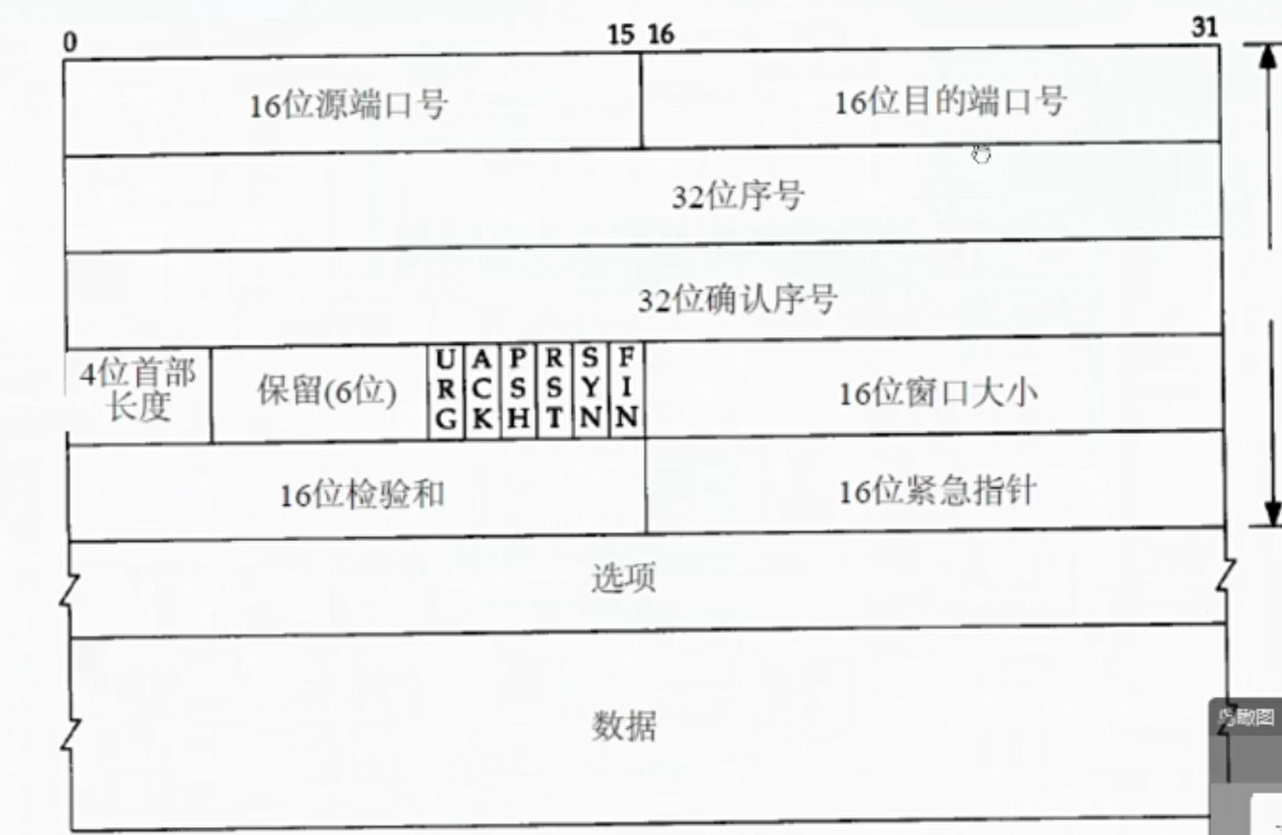 0 15 16 31
16位源端口号 16位目的端口号
32位序号
32位确认序号
4位首部
长度
保留(6位)
URG
ACK
PSH
RST
SYN
FIN
16位窗口大小
16位检验和 16位紧急指针
选项
数据
鸟瞰图